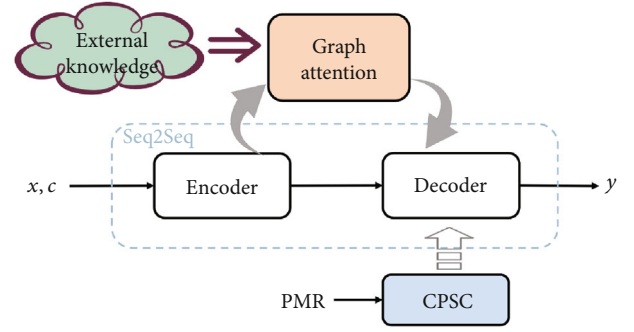 External
knowledge
Graph
attention
Seq2Seq
x, c
Encoder
Decoder
y
PMR
CPSC